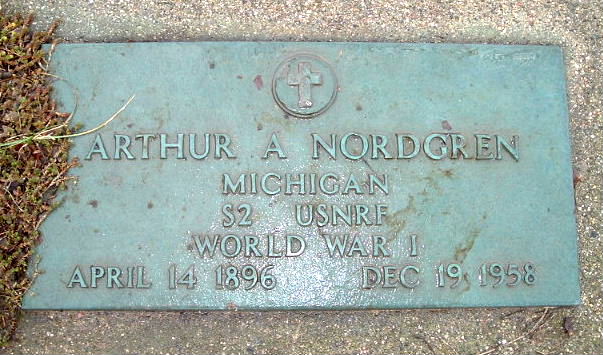 ARTHUR A NORDGREN
MICHIGAN
S2 USNRF
WORLD WAR I
APRIL 14 1896 DEC 19 1958